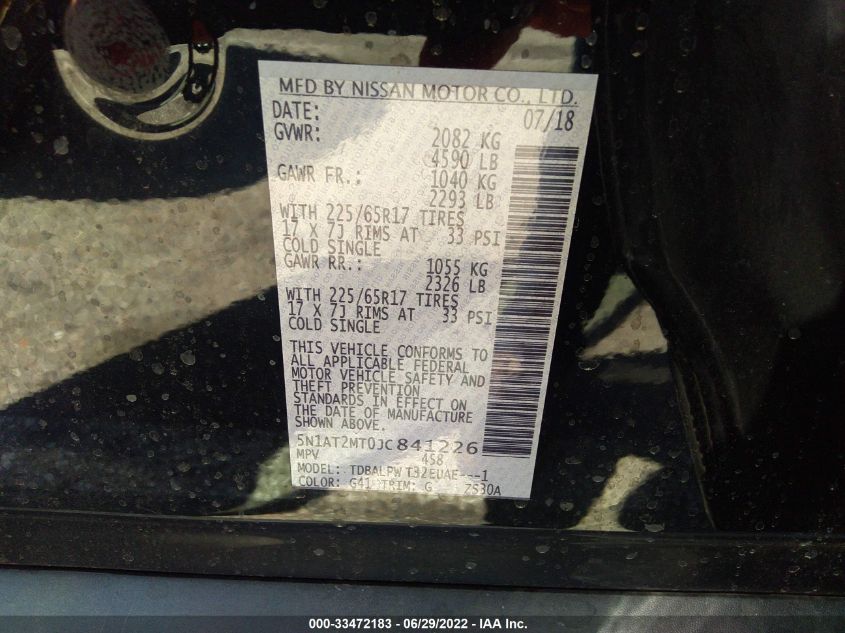 MFD BY NISSAN MOTOR CO., LTD.
DATE: 07/18
GVWR: 2082 KG
4590 LB
GAWR FR.: 1040 KG
2293 LB
WITH 225/65R17 TIRES
17 X 7J RIMS AT 33 PSI
COLD SINGLE
GAWR RR.: 1055 KG
2326 LB
WITH 225/65R17 TIRES
17 X 7J RIMS AT 33 PSI
COLD SINGLE
THIS VEHICLE CONFORMS TO
ALL APPLICABLE FEDERAL
MOTOR VEHICLE SAFETY AND
THEFT PREVENTION
STANDARDS IN EFFECT ON
THE DATE OF MANUFACTURE
SHOWN ABOVE.
5N1AT2MT0JC841226
MPV 458
MODEL: TDBALPW T32EUAE---1
COLOR: G41 TRIM: G ZS30A
000-33472183 - 06/29/2022 - IAA Inc.